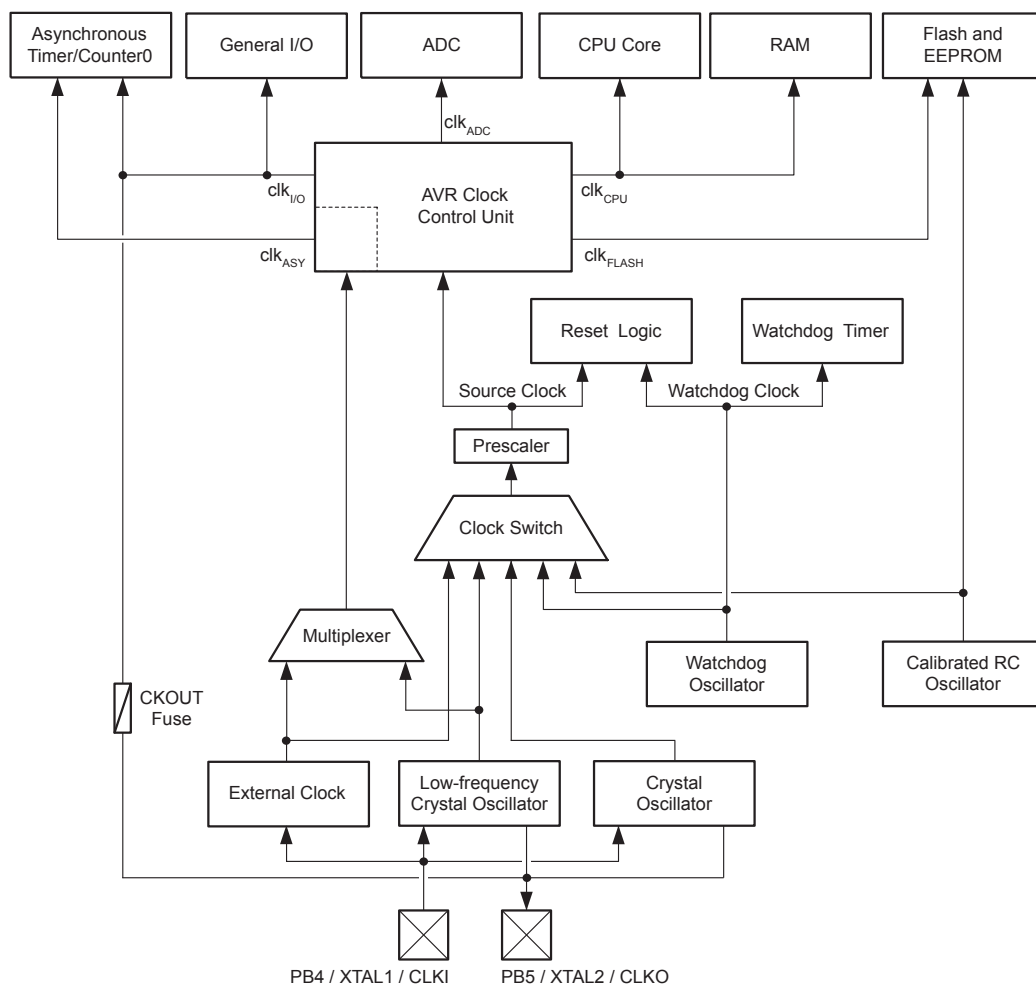 Asynchronous
Timer/Counter0
General I/O
ADC
CPU Core
RAM
Flash and
EEPROM
clkADC
clkI/O
AVR Clock
Control Unit
clkCPU
clkASY
clkFLASH
Reset Logic
Watchdog Timer
Source Clock
Watchdog Clock
Prescaler
Clock Switch
Multiplexer
Watchdog
Oscillator
Calibrated RC
Oscillator
CKOUT
Fuse
External Clock
Low-frequency
Crystal Oscillator
Crystal
Oscillator
PB4 / XTAL1 / CLKI
PB5 / XTAL2 / CLKO